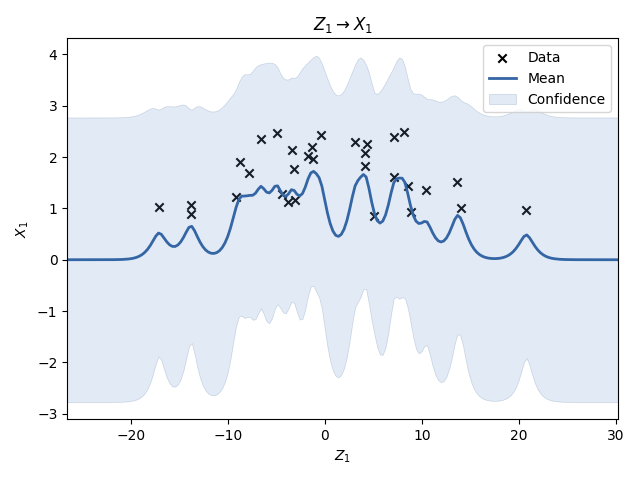 Z₁ → X₁
Data
Mean
Confidence
4
3
2
1
0
−1
−2
−3
X₁
−20
−10
0
10
20
30
Z₁